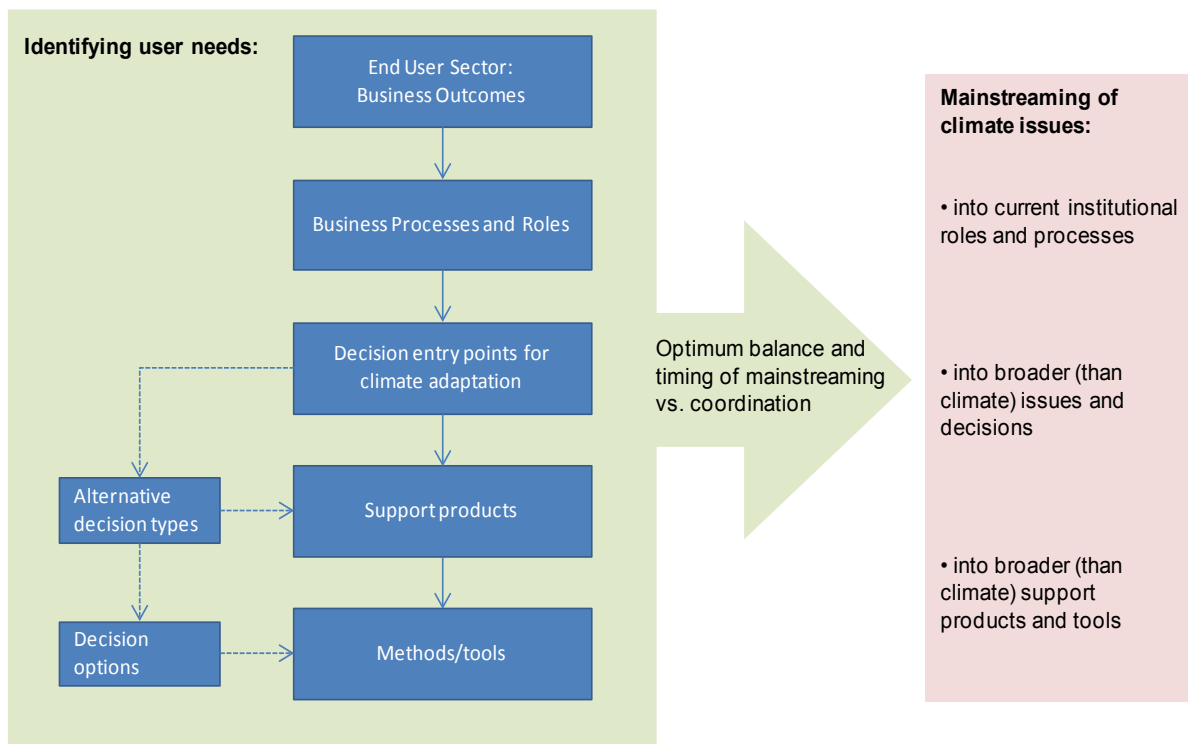 Identifying user needs:
End User Sector:
Business Outcomes
Business Processes and Roles
Decision entry points for
climate adaptation
Alternative
decision types
Support products
Decision
options
Methods/tools
Optimum balance and
timing of mainstreaming
vs. coordination
Mainstreaming of
climate issues:
• into current institutional
roles and processes
• into broader (than
climate) issues and
decisions
• into broader (than
climate) support
products and tools